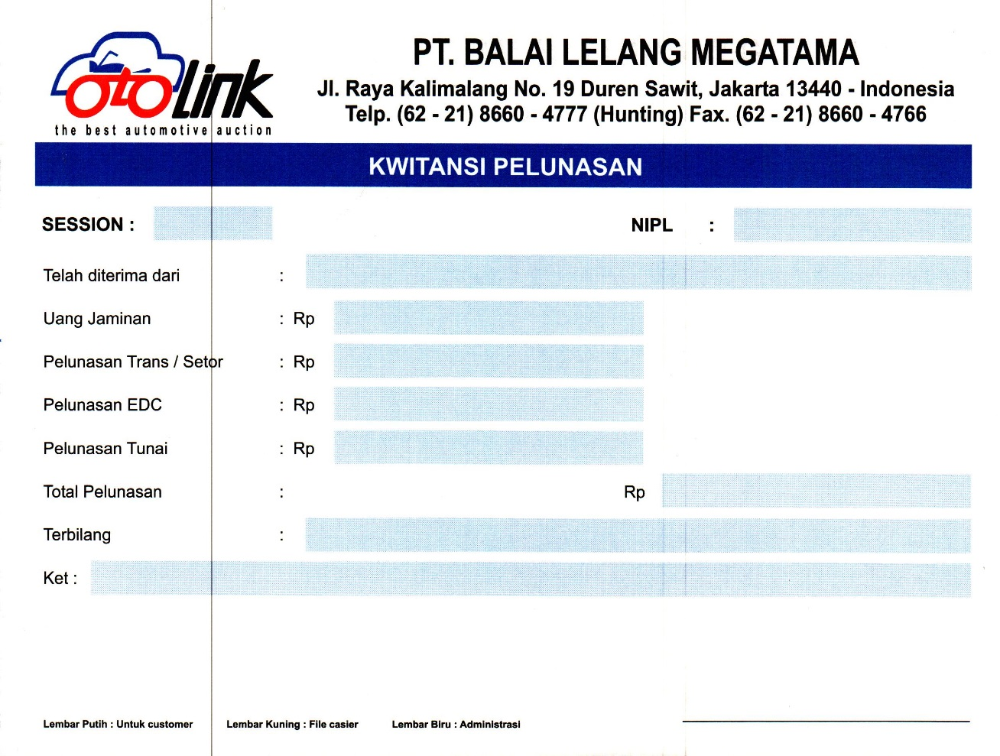 otolink
the best automotive auction
PT. BALAI LELANG MEGATAMA
Jl. Raya Kalimalang No. 19 Duren Sawit, Jakarta 13440 - Indonesia
Telp. (62 - 21) 8660 - 4777 (Hunting) Fax. (62 - 21) 8660 - 4766
KWITANSI PELUNASAN
SESSION : NIPL :
Telah diterima dari :
Uang Jaminan : Rp
Pelunasan Trans / Setor : Rp
Pelunasan EDC : Rp
Pelunasan Tunai : Rp
Total Pelunasan : Rp
Terbilang :
Ket :
Lembar Putih : Untuk customer Lembar Kuning : File casier Lembar Biru : Administrasi